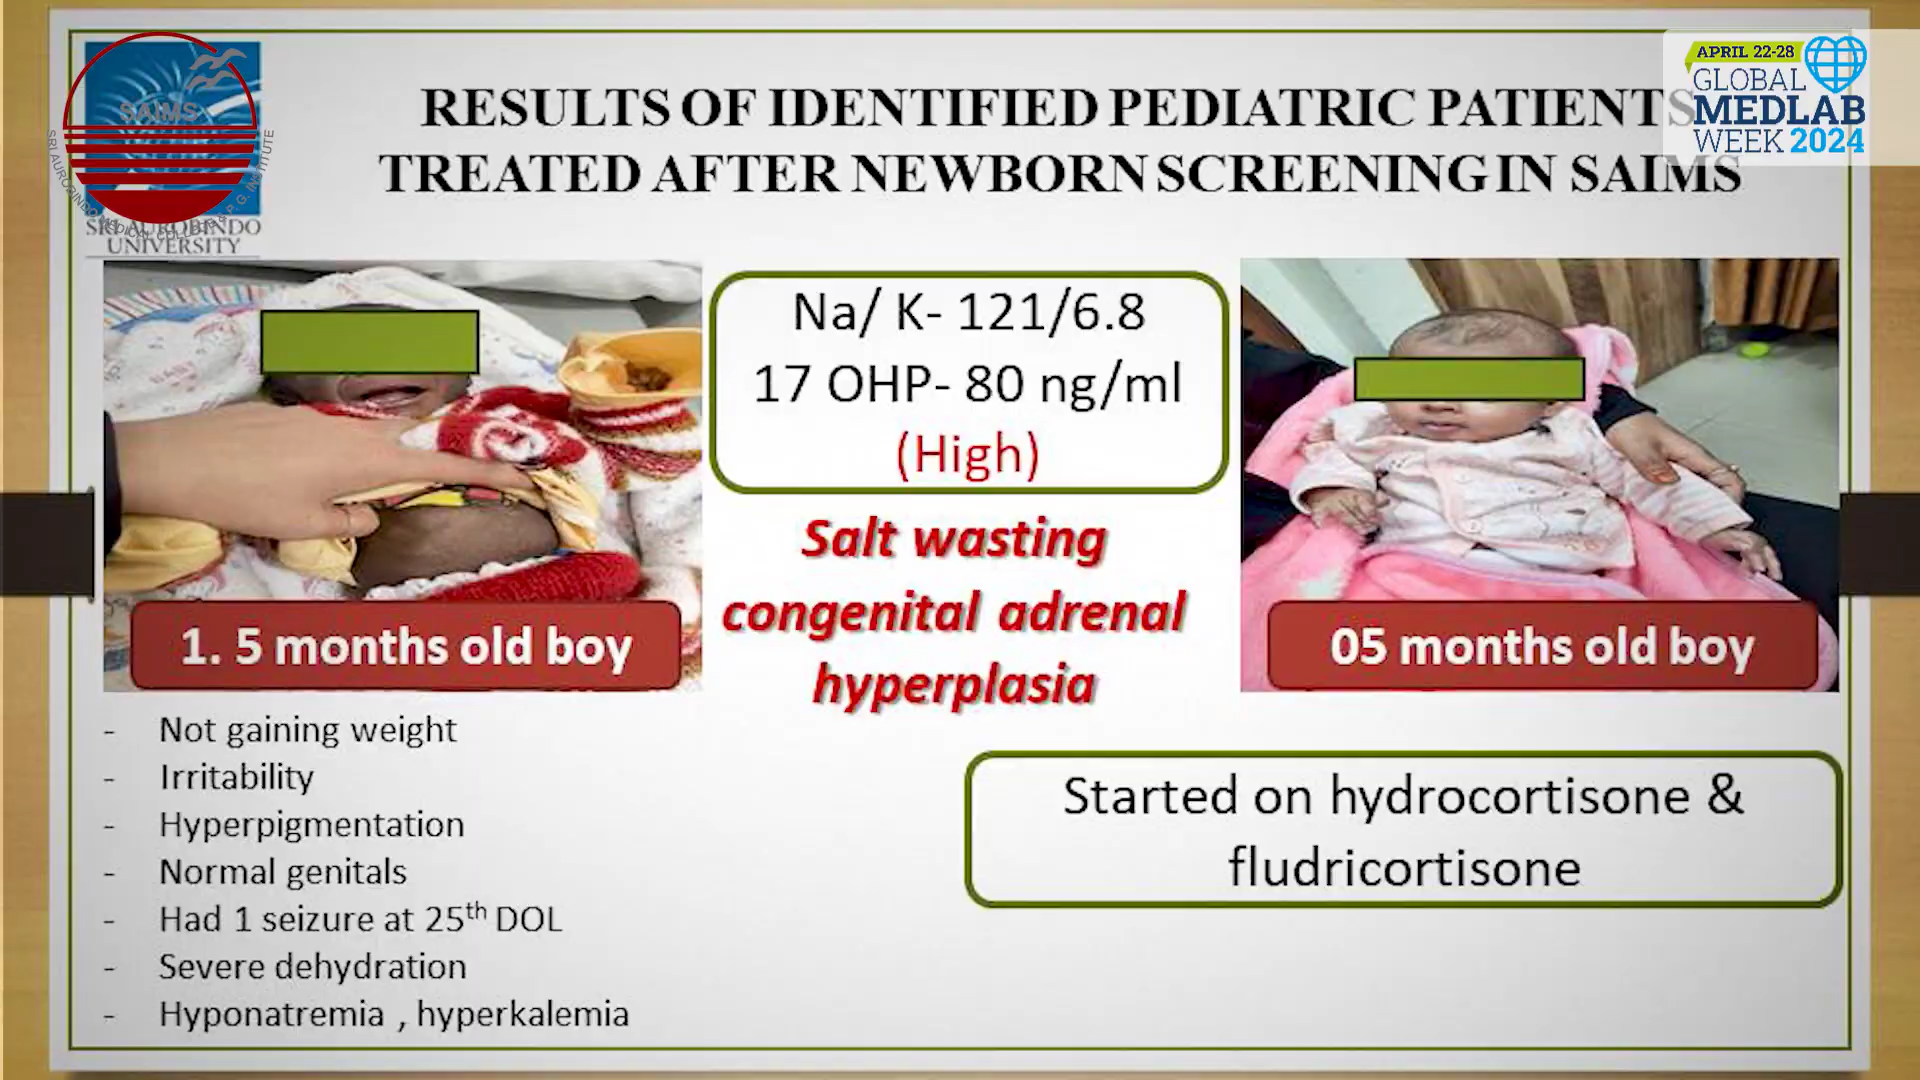 SAIMS
SRI AUROBINDO
UNIVERSITY
APRIL 22-28
GLOBAL
MEDLAB
WEEK 2024
RESULTS OF IDENTIFIED PEDIATRIC PATIENTS
TREATED AFTER NEWBORN SCREENING IN SAIMS
Na/ K- 121/6.8
17 OHP- 80 ng/ml
(High)
Salt wasting
congenital adrenal
hyperplasia
1. 5 months old boy
05 months old boy
- Not gaining weight
- Irritability
- Hyperpigmentation
- Normal genitals
- Had 1 seizure at 25th DOL
- Severe dehydration
- Hyponatremia , hyperkalemia
Started on hydrocortisone &
fludricortisone